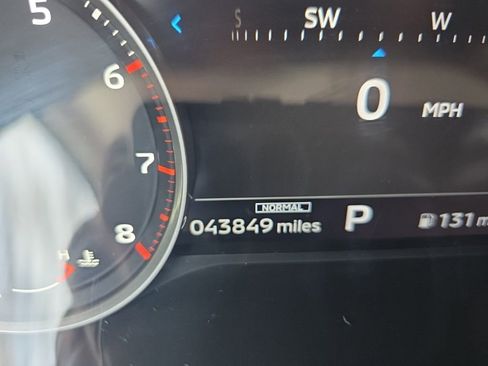 5
S SW W
6
0 MPH
7
NORMAL
8 043849 miles P 131 m
H